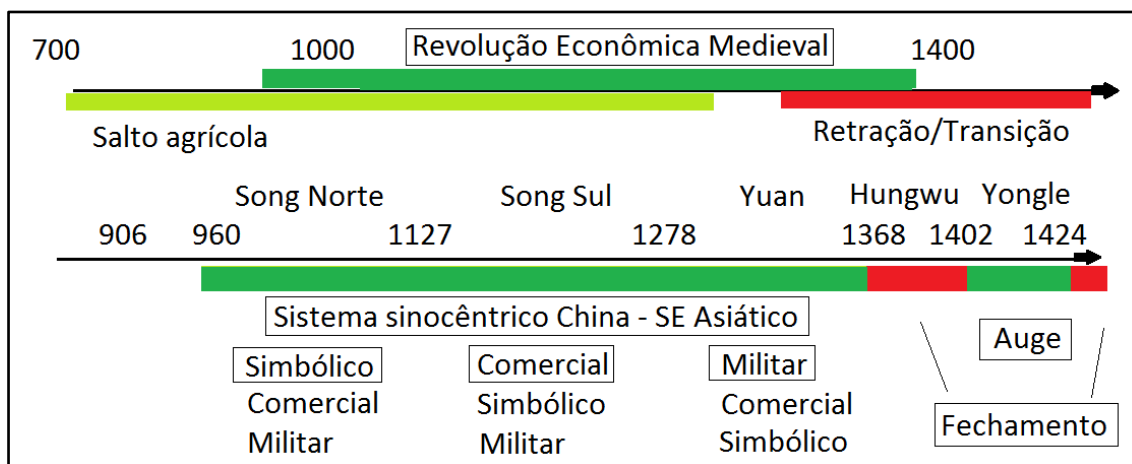 700 1000 Revolução Econômica Medieval 1400
Salto agrícola Retração/Transição
Song Norte Song Sul Yuan Hungwu Yongle
906 960 1127 1278 1368 1402 1424
Sistema sinocêntrico China - SE Asiático
Auge
Simbólico Comercial Militar
Comercial Simbólico Comercial
Fechamento
Militar Militar Simbólico